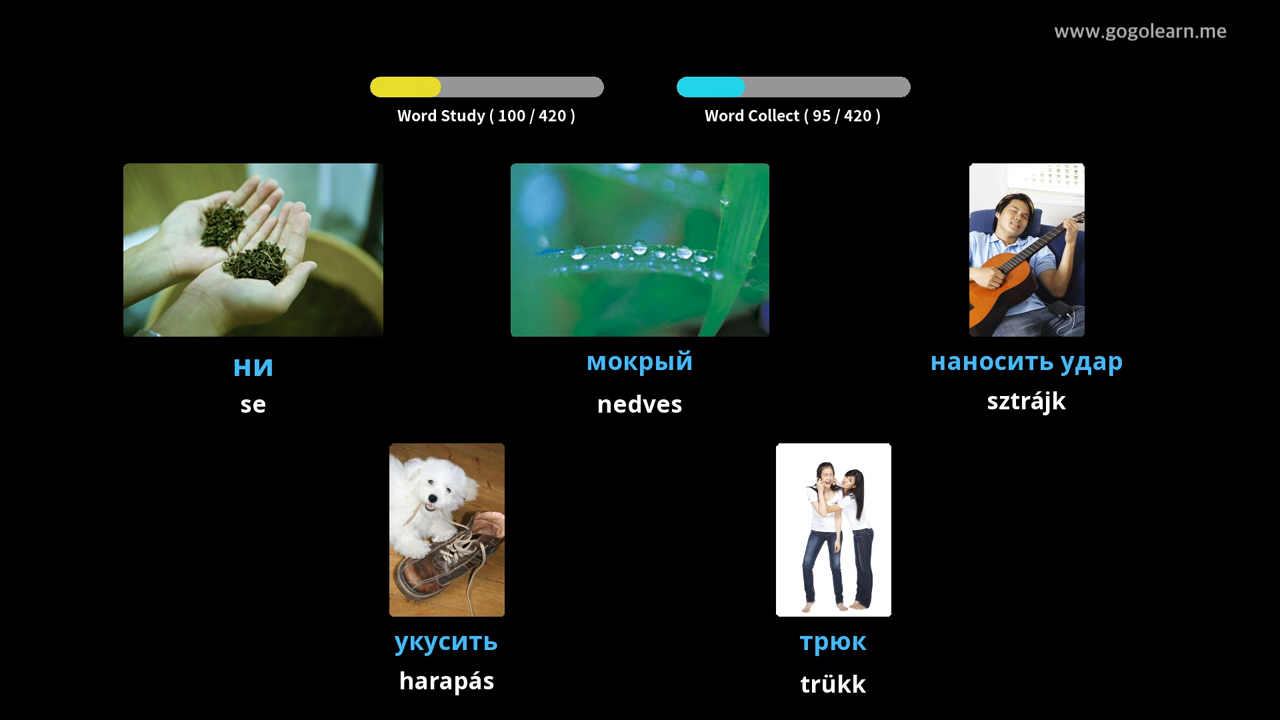 www.gogolearn.me
Word Study ( 100 / 420 )
Word Collect ( 95 / 420 )
ни
se
мокрый
nedves
наносить удар
sztrájk
укусить
harapás
трюк
trükk